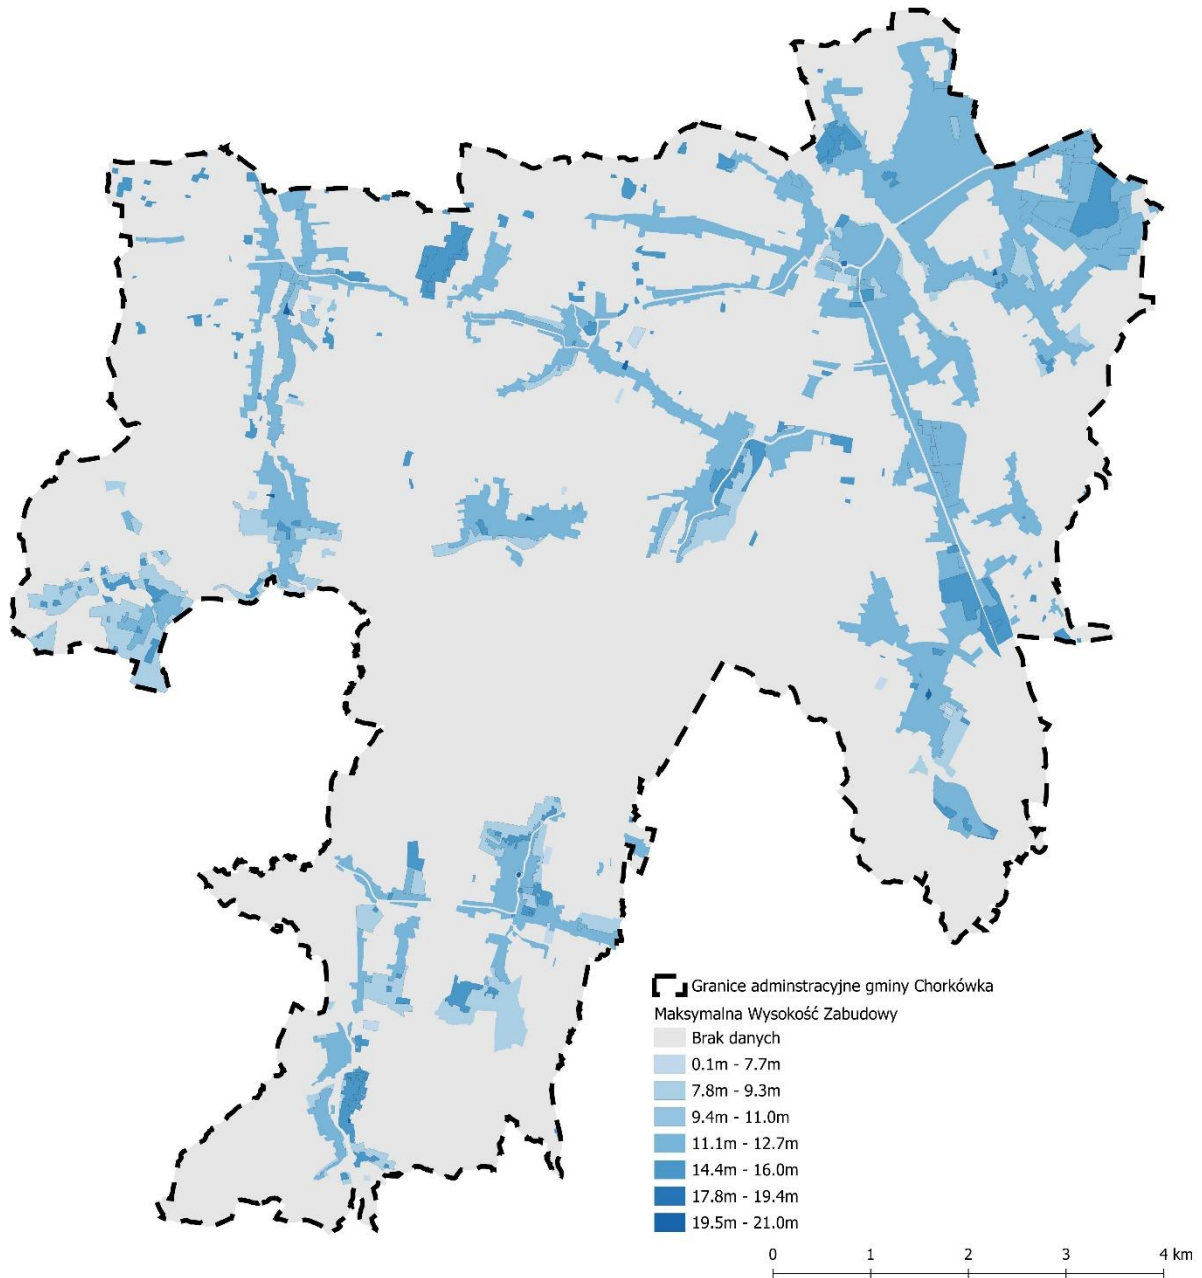 Granice adminstracyjne gminy Chorkówka
Maksymalna Wysokość Zabudowy
Brak danych
0.1m - 7.7m
7.8m - 9.3m
9.4m - 11.0m
11.1m - 12.7m
14.4m - 16.0m
17.8m - 19.4m
19.5m - 21.0m
0 1 2 3 4 km